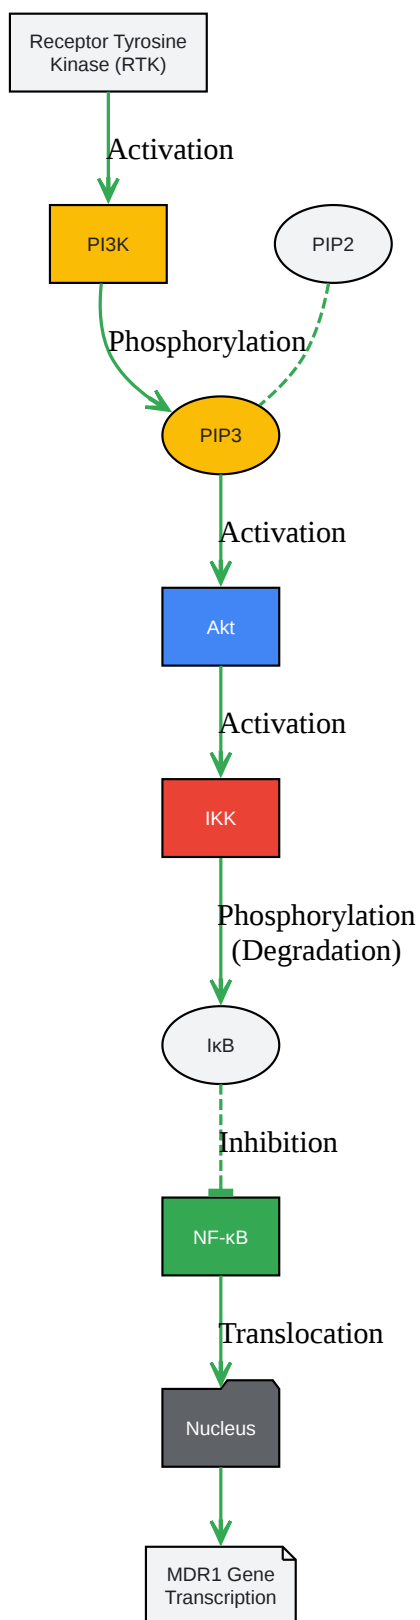 Receptor Tyrosine
Kinase (RTK)
Activation
PI3K
PIP2
Phosphorylation
PIP3
Activation
Akt
Activation
IKK
Phosphorylation
(Degradation)
IκB
Inhibition
NF-κB
Translocation
Nucleus
MDR1 Gene
Transcription